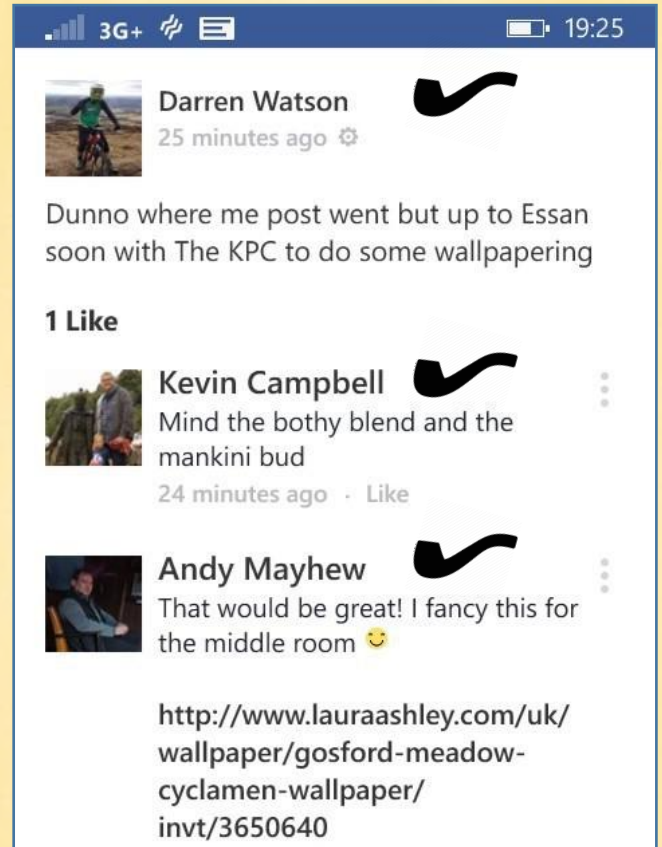 3G+ 19:25
Darren Watson
25 minutes ago
Dunno where me post went but up to Essan
soon with The KPC to do some wallpapering
1 Like
Kevin Campbell
Mind the bothy blend and the
mankini bud
24 minutes ago · Like
Andy Mayhew
That would be great! I fancy this for
the middle room
http://www.lauraashley.com/uk/
wallpaper/gosford-meadow-
cyclamen-wallpaper/
invt/3650640